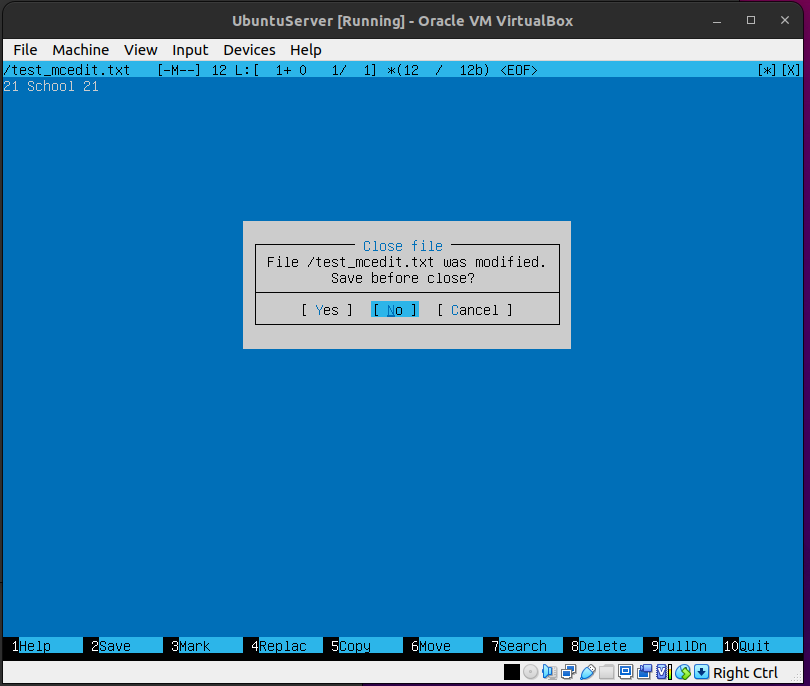 UbuntuServer [Running] - Oracle VM VirtualBox
File Machine View Input Devices Help
/test_mcedit.txt [-M--] 12 L:[ 1+ 0 1/ 1] *(12 / 12b) <EOF> [*][X]
21 School 21
Close file
File /test_mcedit.txt was modified.
Save before close?
[ Yes ] [ No ] [ Cancel ]
1Help 2Save 3Mark 4Replac 5Copy 6Move 7Search 8Delete 9PullDn 10Quit
Right Ctrl